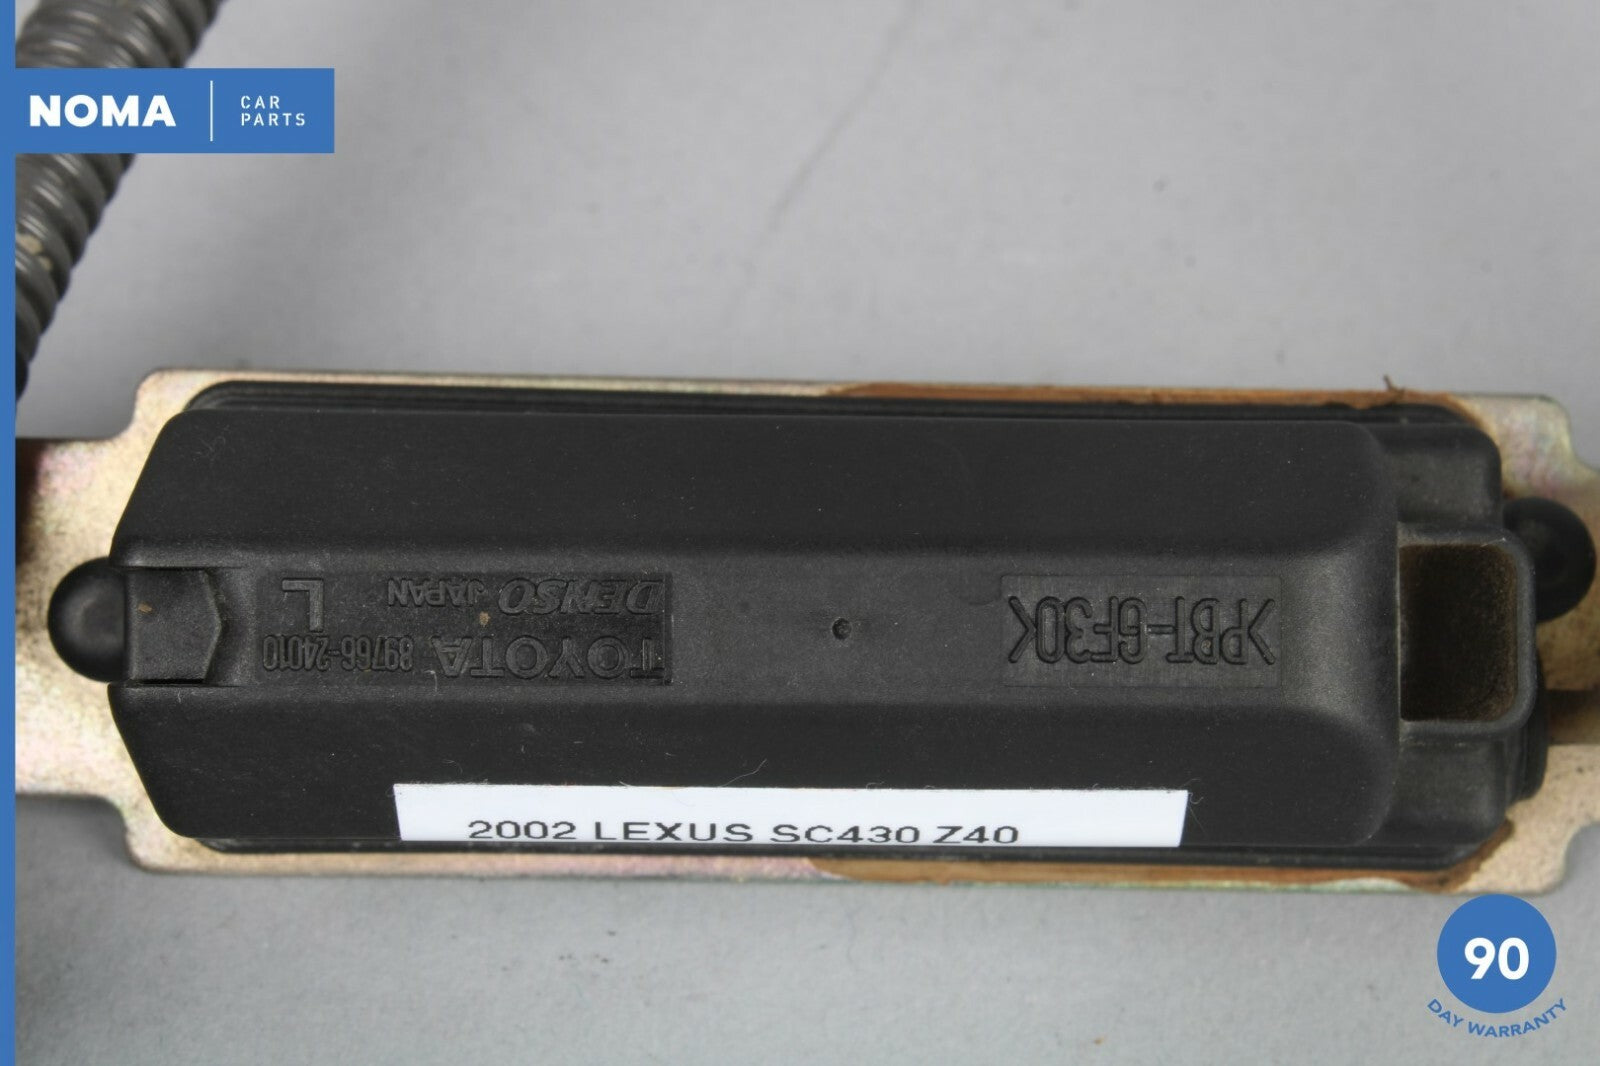 NOMA
CAR
PARTS
TOYOTA 89766-24010
DENSO JAPAN
L
>PBT-GF30<
2002 LEXUS SC430 Z40
90
DAY WARRANTY